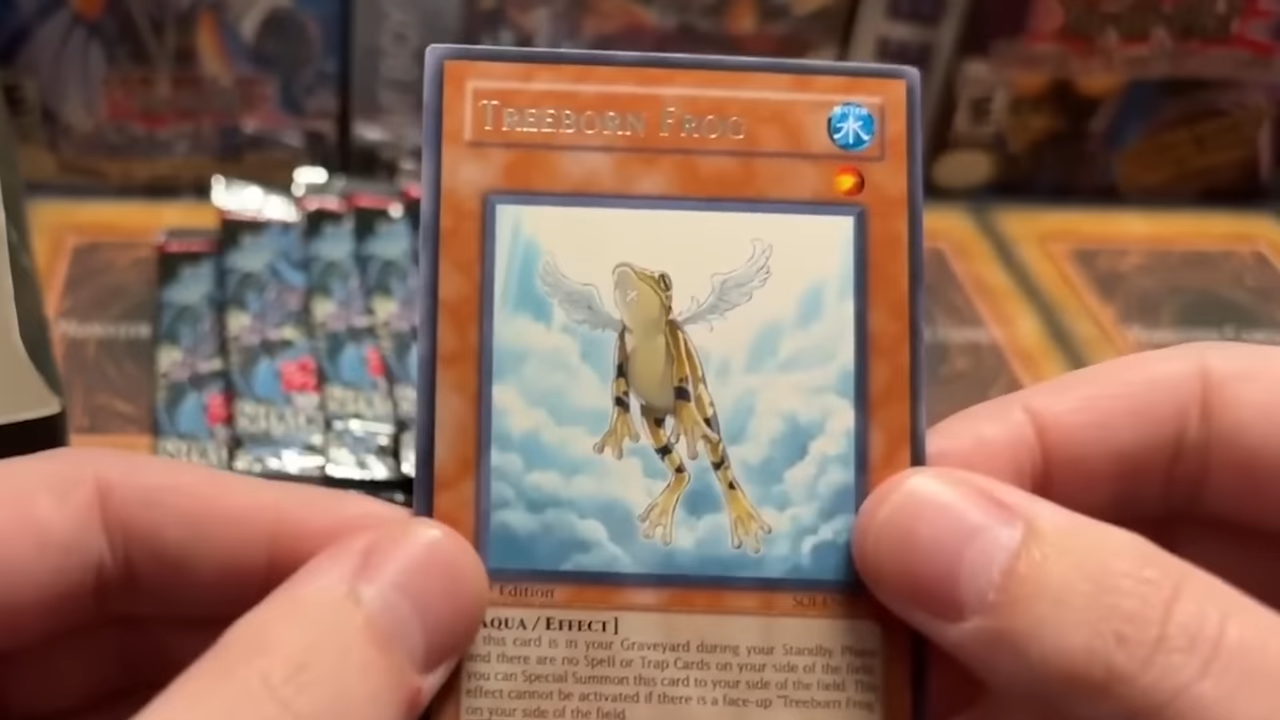 Treeborn Frog
WATER
水
Edition
AQUA / EFFECT]
this card is in your Graveyard during your Standby
and there are no Spell or Trap Cards on your side of the
you can Special Summon this card to your side of the field.
effect cannot be activated if there is a face-up "Treeborn Frog
on your side of the field